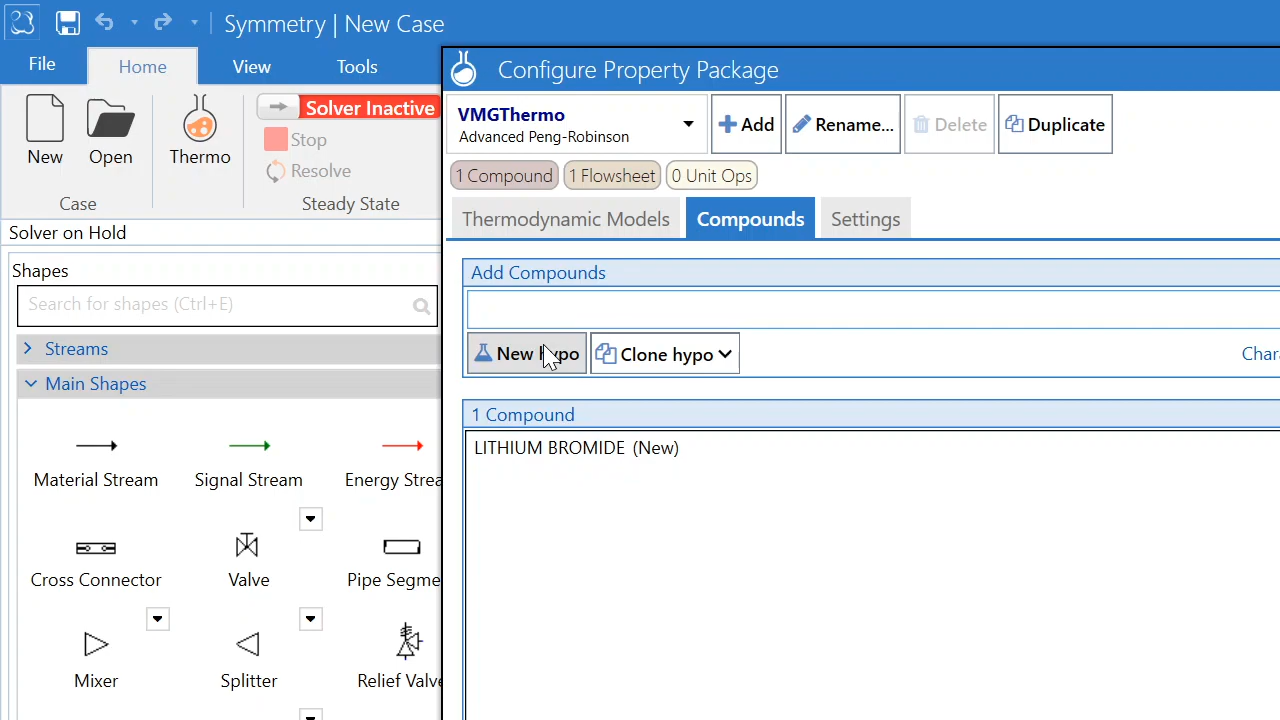 Symmetry | New Case
File
Home
View
Tools
New
Open
Case
Thermo
Solver Inactive
Stop
Resolve
Steady State
Solver on Hold
Shapes
Search for shapes (Ctrl+E)
Streams
Main Shapes
Material Stream
Signal Stream
Energy Strea
Cross Connector
Valve
Pipe Segme
Mixer
Splitter
Relief Valve
Configure Property Package
VMGThermo
Advanced Peng-Robinson
Add
Rename...
Delete
Duplicate
1 Compound
1 Flowsheet
0 Unit Ops
Thermodynamic Models
Compounds
Settings
Add Compounds
New hypo
Clone hypo
Chara
1 Compound
LITHIUM BROMIDE (New)